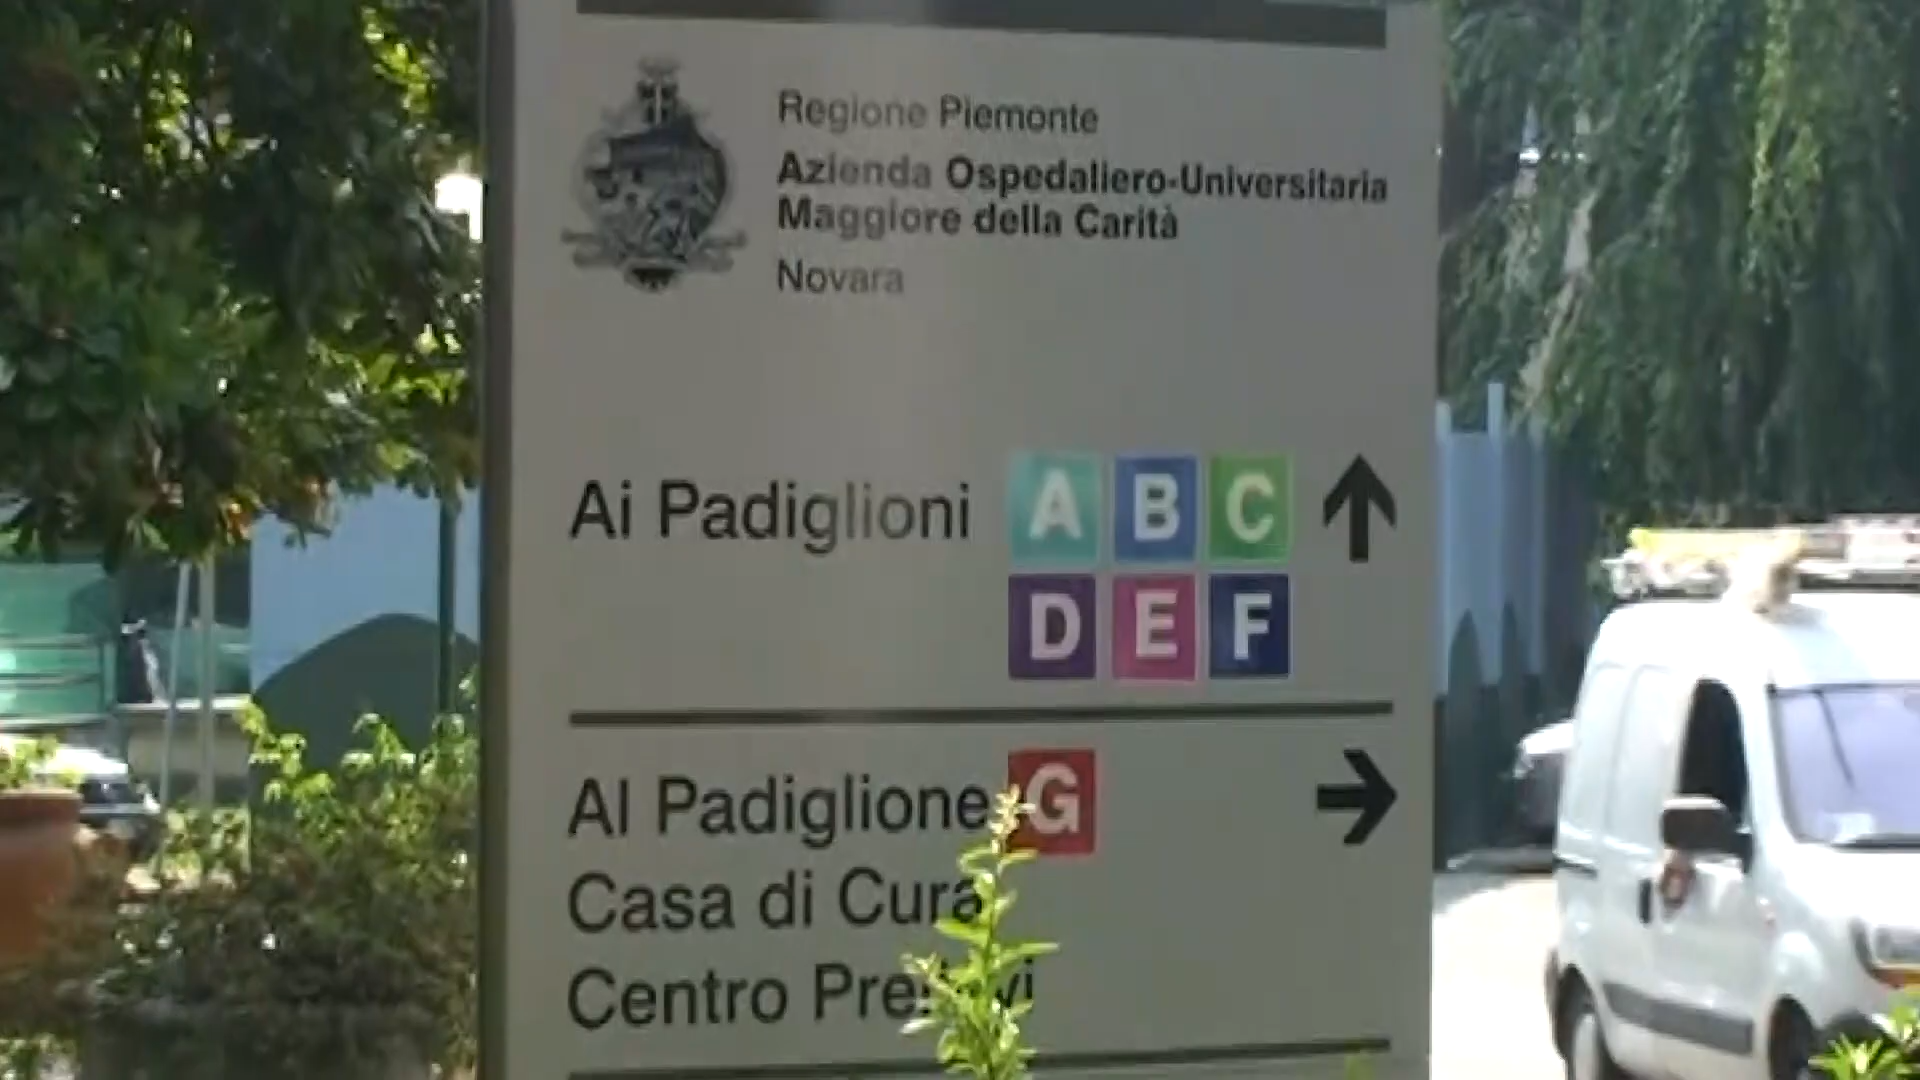 Regione Piemonte
Azienda Ospedaliero-Universitaria
Maggiore della Carità
Novara
Ai Padiglioni A B C
D E F
Al Padiglione G
Casa di Cura
Centro